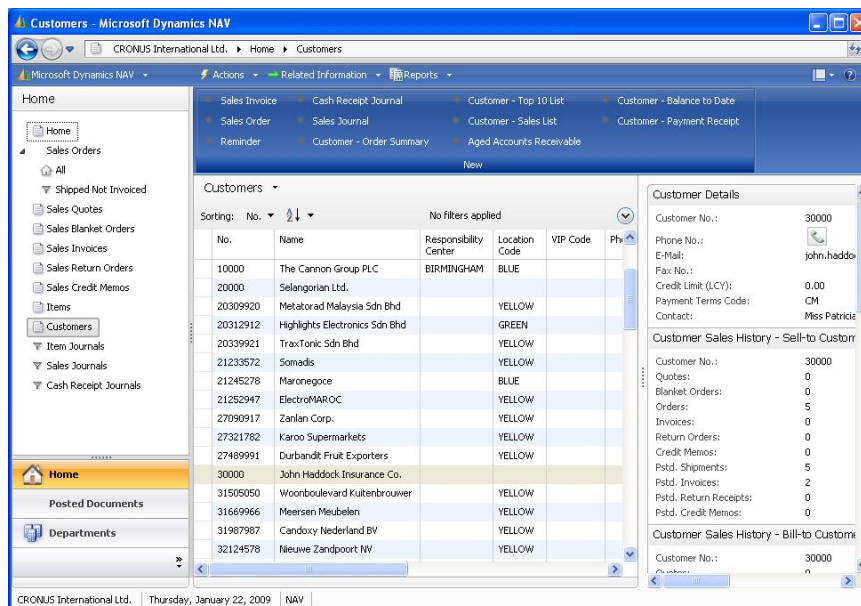 Customers - Microsoft Dynamics NAV
CRONUS International Ltd. Home Customers
Microsoft Dynamics NAV Actions Related Information Reports
Home
Home
Sales Orders
All
Shipped Not Invoiced
Sales Quotes
Sales Blanket Orders
Sales Invoices
Sales Return Orders
Sales Credit Memos
Items
Customers
Item Journals
Sales Journals
Cash Receipt Journals
Home
Posted Documents
Departments
Sales Invoice Cash Receipt Journal Customer - Top 10 List Customer - Balance to Date
Sales Order Sales Journal Customer - Sales List Customer - Payment Receipt
Reminder Customer - Order Summary Aged Accounts Receivable
New
Customers
Sorting: No. No filters applied
No. Name Responsibility Center Location Code VIP Code
10000 The Cannon Group PLC BIRMINGHAM BLUE
20000 Selangorian Ltd.
20309920 Metatorad Malaysia Sdn Bhd YELLOW
20312912 Highlights Electronics Sdn Bhd GREEN
20339921 TraxTonic Sdn Bhd YELLOW
21233572 Somadis YELLOW
21245278 Maronegoce BLUE
21252947 ElectroMAROC YELLOW
27090917 Zanlan Corp. YELLOW
27321782 Karoo Supermarkets YELLOW
27489991 Durbandit Fruit Exporters YELLOW
30000 John Haddock Insurance Co.
31505050 Woonboulevard Kuitenbrouwer YELLOW
31669966 Meersen Meubelen YELLOW
31987987 Candoxy Nederland BV YELLOW
32124578 Nieuwe Zandpoort NV YELLOW
Customer Details
Customer No.: 30000
Phone No.:
E-Mail: john.haddo
Fax No.:
Credit Limit (LCY): 0.00
Payment Terms Code: CM
Contact: Miss Patricia
Customer Sales History - Sell-to Custom
Customer No.: 30000
Quotes: 0
Blanket Orders: 0
Orders: 5
Invoices: 0
Return Orders: 0
Credit Memos: 0
Pstd. Shipments: 5
Pstd. Invoices: 2
Pstd. Return Receipts: 0
Pstd. Credit Memos: 0
Customer Sales History - Bill-to Custome
Customer No.: 30000
CRONUS International Ltd. Thursday, January 22, 2009 NAV